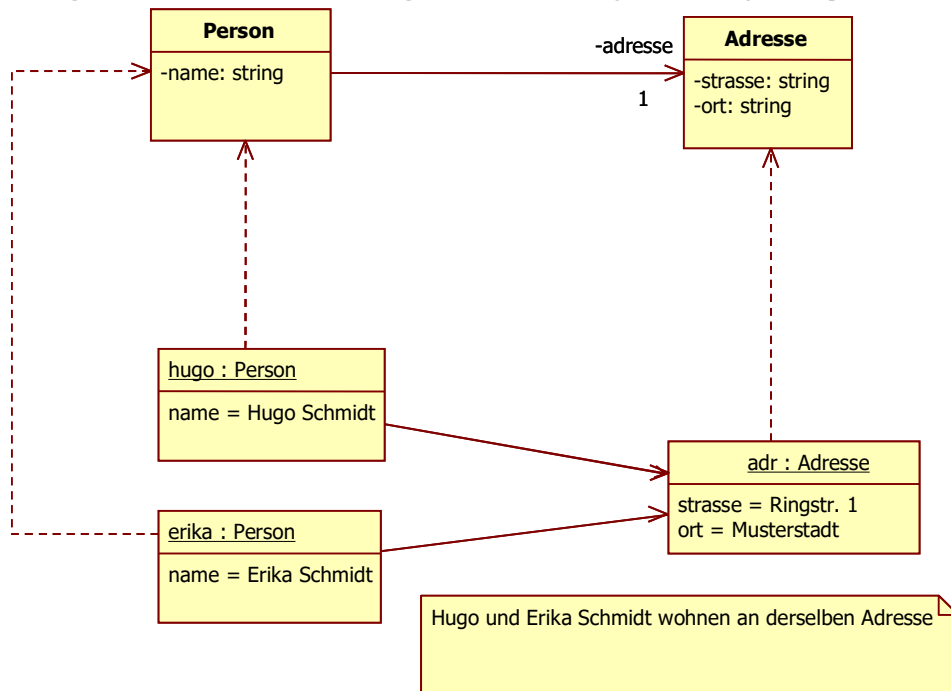 Person
-name: string
-adresse
1
Adresse
-strasse: string
-ort: string
hugo : Person
name = Hugo Schmidt
adr : Adresse
strasse = Ringstr. 1
ort = Musterstadt
erika : Person
name = Erika Schmidt
Hugo und Erika Schmidt wohnen an derselben Adresse